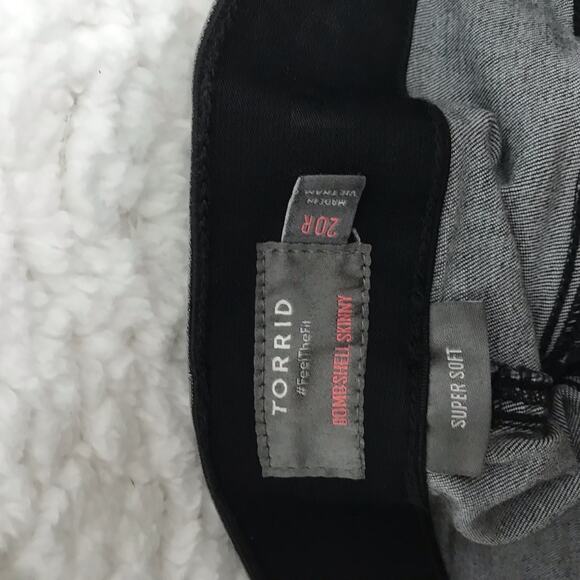 TORRID
#FeelTheFit
BOMBSHELL SKINNY
20R
MADE IN
VIETNAM
SUPER SOFT